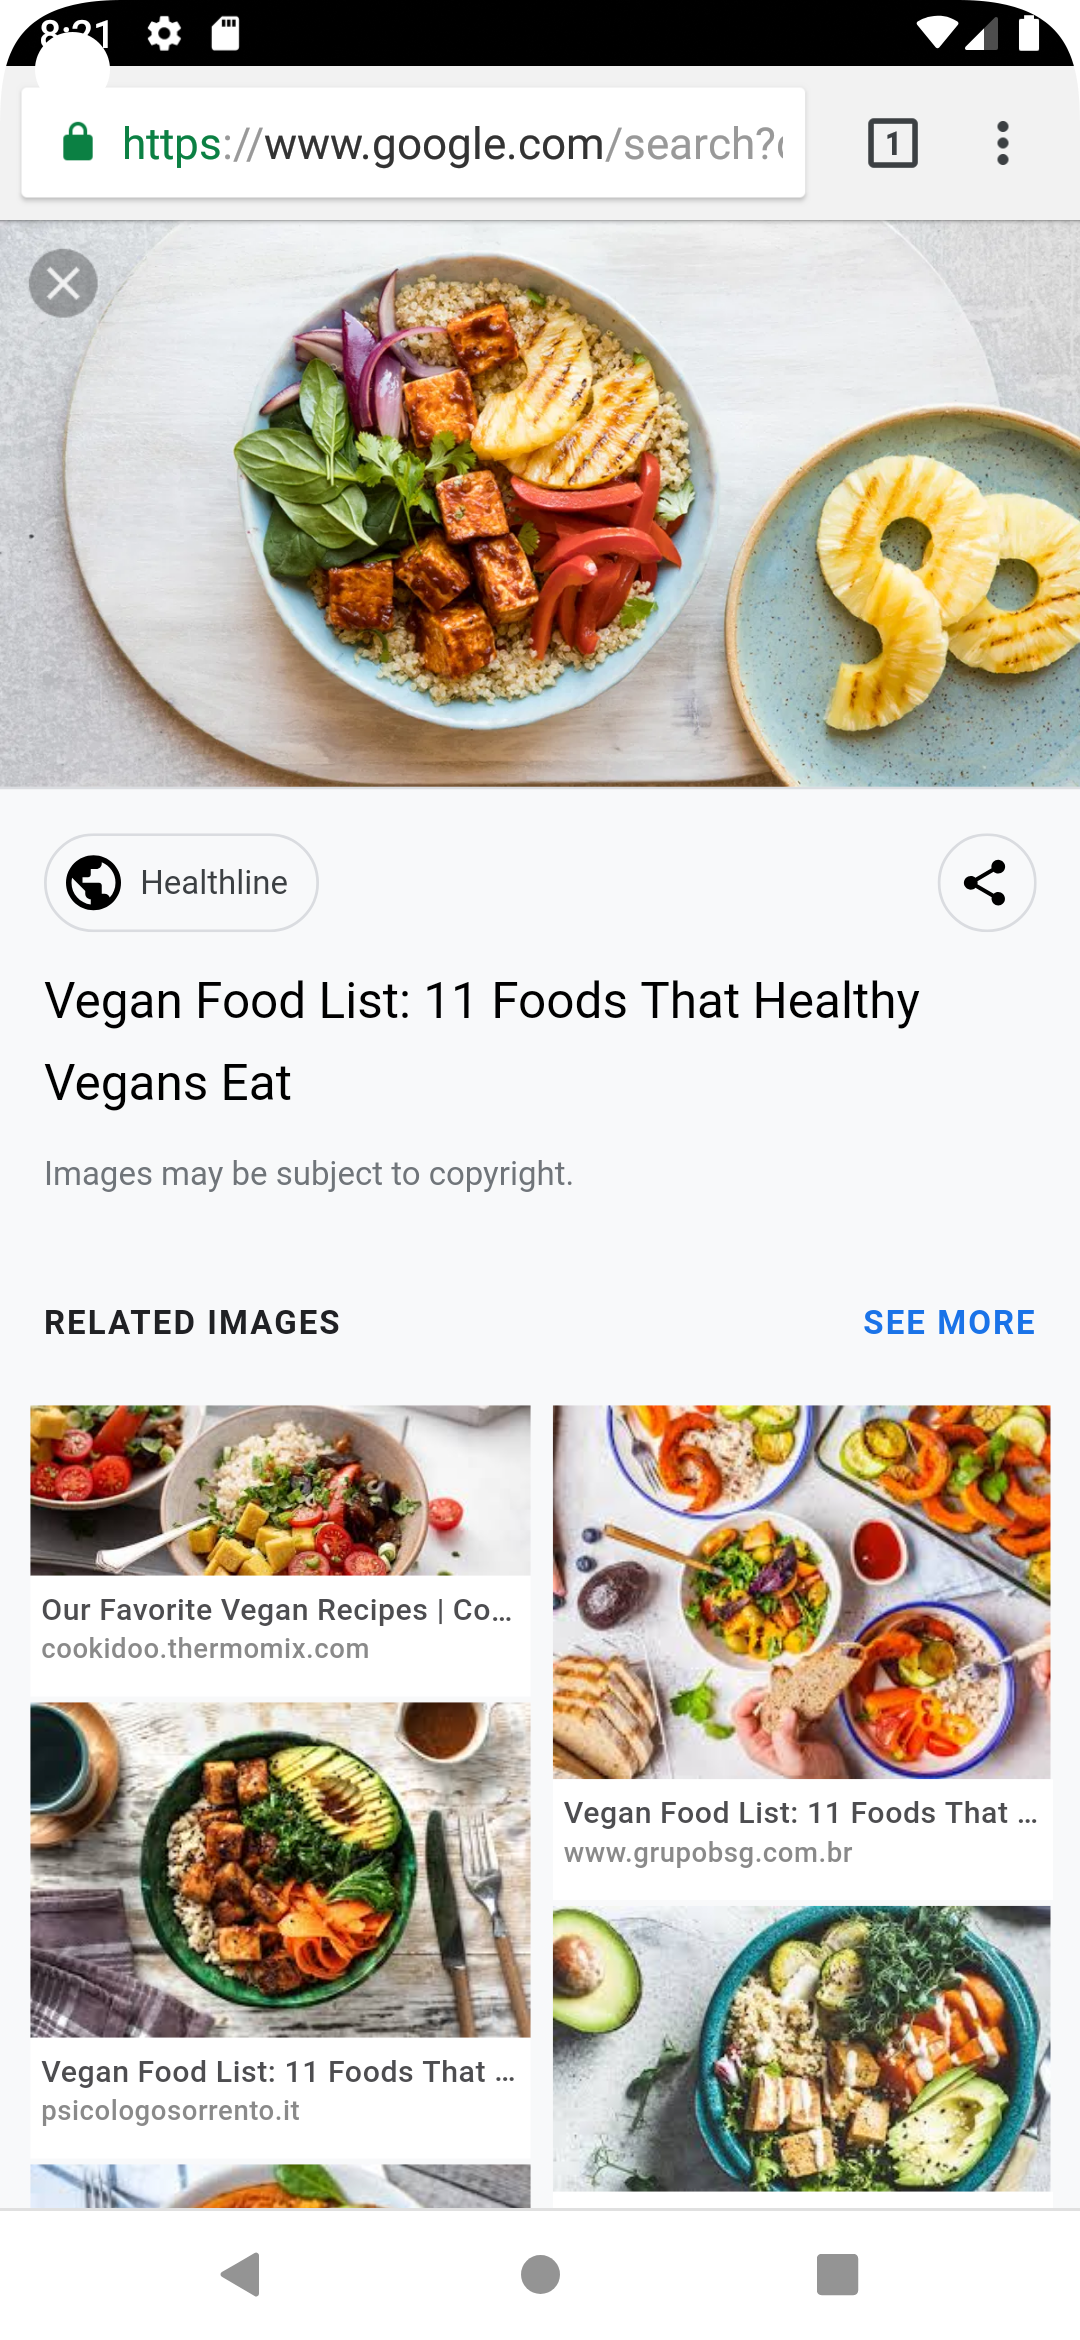 https://www.google.com/search?
1
Healthline
Vegan Food List: 11 Foods That Healthy
Vegans Eat
Images may be subject to copyright.
RELATED IMAGES
SEE MORE
Our Favorite Vegan Recipes | Co...
cookidoo.thermomix.com
Vegan Food List: 11 Foods That ...
www.grupobsg.com.br
Vegan Food List: 11 Foods That ...
psicologosorrento.it